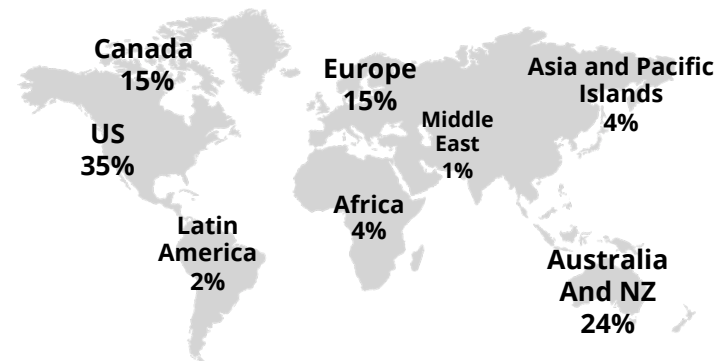 Canada
15%
US
35%
Latin
America
2%
Europe
15%
Middle
East
1%
Africa
4%
Asia and Pacific
Islands
4%
Australia
And NZ
24%